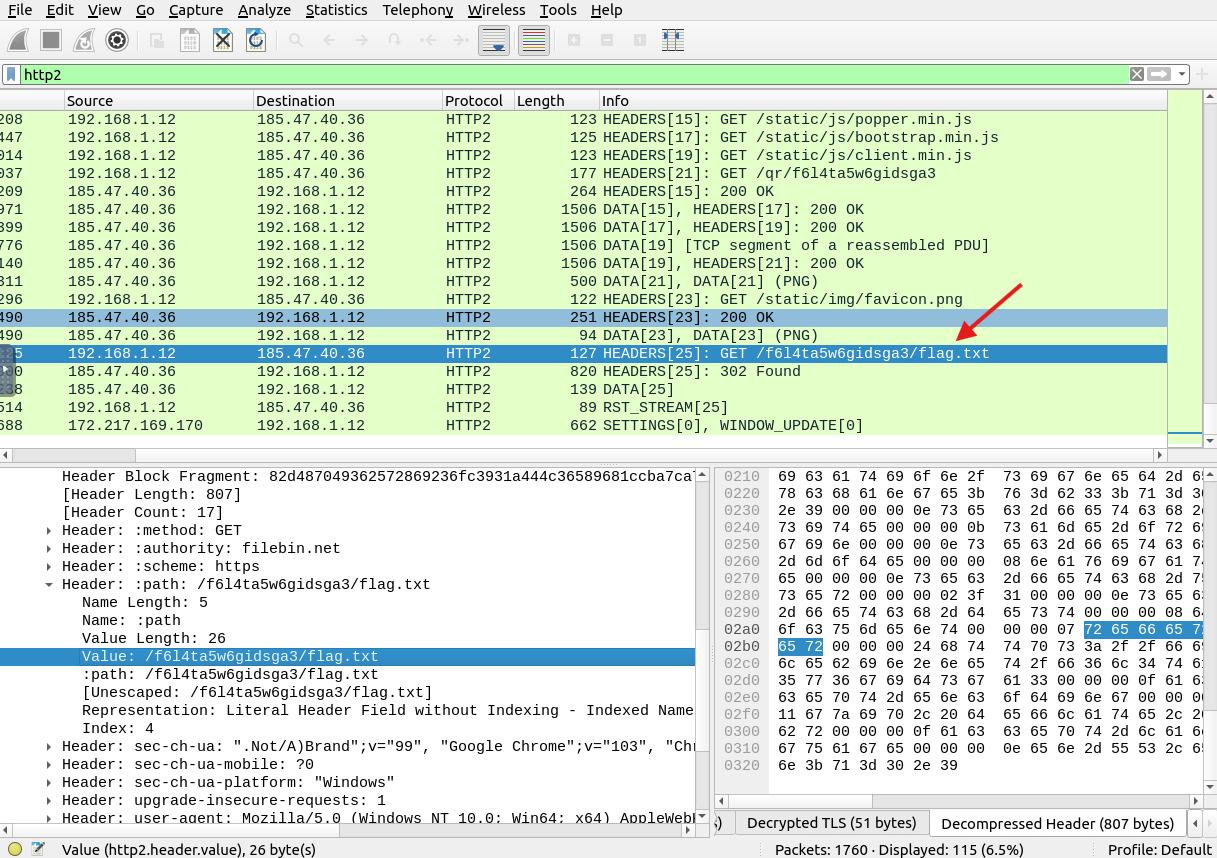 File Edit View Go Capture Analyze Statistics Telephony Wireless Tools Help
http2
Source Destination Protocol Length Info
208 192.168.1.12 185.47.40.36 HTTP2 123 HEADERS[15]: GET /static/js/popper.min.js
447 192.168.1.12 185.47.40.36 HTTP2 125 HEADERS[17]: GET /static/js/bootstrap.min.js
014 192.168.1.12 185.47.40.36 HTTP2 123 HEADERS[19]: GET /static/js/client.min.js
037 192.168.1.12 185.47.40.36 HTTP2 177 HEADERS[21]: GET /qr/f6l4ta5w6gidsga3
209 185.47.40.36 192.168.1.12 HTTP2 264 HEADERS[15]: 200 OK
971 185.47.40.36 192.168.1.12 HTTP2 1506 DATA[15], HEADERS[17]: 200 OK
399 185.47.40.36 192.168.1.12 HTTP2 1506 DATA[17], HEADERS[19]: 200 OK
776 185.47.40.36 192.168.1.12 HTTP2 1506 DATA[19] [TCP segment of a reassembled PDU]
140 185.47.40.36 192.168.1.12 HTTP2 1506 DATA[19], HEADERS[21]: 200 OK
311 185.47.40.36 192.168.1.12 HTTP2 500 DATA[21], DATA[21] (PNG)
296 192.168.1.12 185.47.40.36 HTTP2 122 HEADERS[23]: GET /static/img/favicon.png
490 185.47.40.36 192.168.1.12 HTTP2 251 HEADERS[23]: 200 OK
490 185.47.40.36 192.168.1.12 HTTP2 94 DATA[23], DATA[23] (PNG)
192.168.1.12 185.47.40.36 HTTP2 127 HEADERS[25]: GET /f6l4ta5w6gidsga3/flag.txt
185.47.40.36 192.168.1.12 HTTP2 820 HEADERS[25]: 302 Found
185.47.40.36 192.168.1.12 HTTP2 139 DATA[25]
514 192.168.1.12 185.47.40.36 HTTP2 89 RST_STREAM[25]
688 172.217.169.170 192.168.1.12 HTTP2 662 SETTINGS[0], WINDOW_UPDATE[0]
Header Block Fragment: 82d487049362572869236fc3931a444c36589681ccba7ca
[Header Length: 807]
[Header Count: 17]
Header: :method: GET
Header: :authority: filebin.net
Header: :scheme: https
Header: :path: /f6l4ta5w6gidsga3/flag.txt
Name Length: 5
Name: :path
Value Length: 26
Value: /f6l4ta5w6gidsga3/flag.txt
:path: /f6l4ta5w6gidsga3/flag.txt
[Unescaped: /f6l4ta5w6gidsga3/flag.txt]
Representation: Literal Header Field without Indexing - Indexed Name
Index: 4
Header: sec-ch-ua: ".Not/A)Brand";v="99", "Google Chrome";v="103", "Chr
Header: sec-ch-ua-mobile: ?0
Header: sec-ch-ua-platform: "Windows"
Header: upgrade-insecure-requests: 1
Header: user-agent: Mozilla/5.0 (Windows NT 10.0; Win64; x64) AppleWebK
0210 69 63 61 74 69 6f 6e 2f 73 69 67 6e 65 64 2d 65
0220 78 63 68 61 6e 67 65 3b 76 3d 62 33 3b 71 3d 30
0230 2e 39 00 00 00 0e 73 65 63 2d 66 65 74 63 68 2d
0240 73 69 74 65 00 00 00 0b 73 61 6d 65 2d 6f 72 69
0250 67 69 6e 00 00 00 0e 73 65 63 2d 66 65 74 63 68
0260 2d 6d 6f 64 65 00 00 00 08 6e 61 76 69 67 61 74
0270 65 00 00 00 0e 73 65 63 2d 66 65 74 63 68 2d 75
0280 73 65 72 00 00 00 02 3f 31 00 00 00 0e 73 65 63
0290 2d 66 65 74 63 68 2d 64 65 73 74 00 00 00 08 64
02a0 6f 63 75 6d 65 6e 74 00 00 00 07 72 65 66 65 72
02b0 65 72 00 00 00 24 68 74 74 70 73 3a 2f 2f 66 69
02c0 6c 65 62 69 6e 2e 6e 65 74 2f 66 36 6c 34 74 61
02d0 35 77 36 67 69 64 73 67 61 33 00 00 00 0f 61 63
02e0 63 65 70 74 2d 65 6e 63 6f 64 69 6e 67 00 00 00
02f0 11 67 7a 69 70 2c 20 64 65 66 6c 61 74 65 2c 20
0300 62 72 00 00 00 0f 61 63 63 65 70 74 2d 6c 61 6e
0310 67 75 61 67 65 00 00 00 0e 65 6e 2d 55 53 2c 65
0320 6e 3b 71 3d 30 2e 39
Decrypted TLS (51 bytes) Decompressed Header (807 bytes)
Value (http2.header.value), 26 byte(s) Packets: 1760 · Displayed: 115 (6.5%) Profile: Default